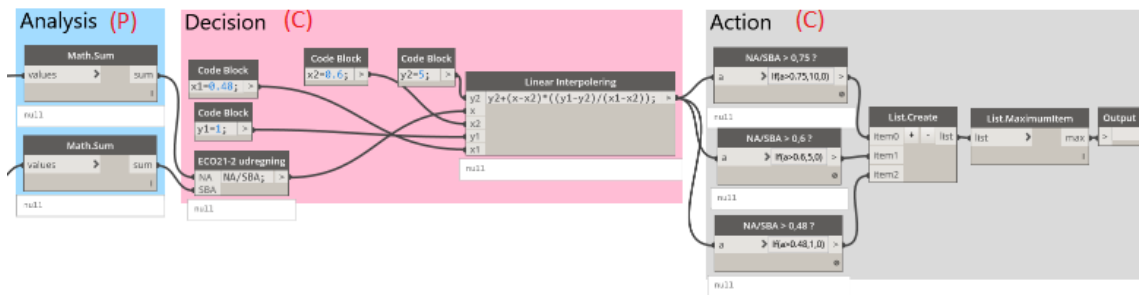 Analysis (P)
Math.Sum
values > sum
null
Math.Sum
values > sum
null
Decision (C)
Code Block
x1=0.48; >
Code Block
y1=1; >
ECO21-2 udregning
NA NA/SBA; >
SBA
null
Code Block
x2=0.6; >
Code Block
y2=5; >
Linear Interpolering
y2 y2+(x-x2)*((y1-y2)/(x1-x2)); >
x
x2
y1
x1
null
Action (C)
NA/SBA > 0,75 ?
a > If(a>0.75,10,0) >
null
NA/SBA > 0,6 ?
a > If(a>0.6,5,0) >
null
NA/SBA > 0,48 ?
a > If(a>0.48,1,0) >
null
List.Create
item0 + - list
item1
item2
List.MaximumItem
list > max
Output
>